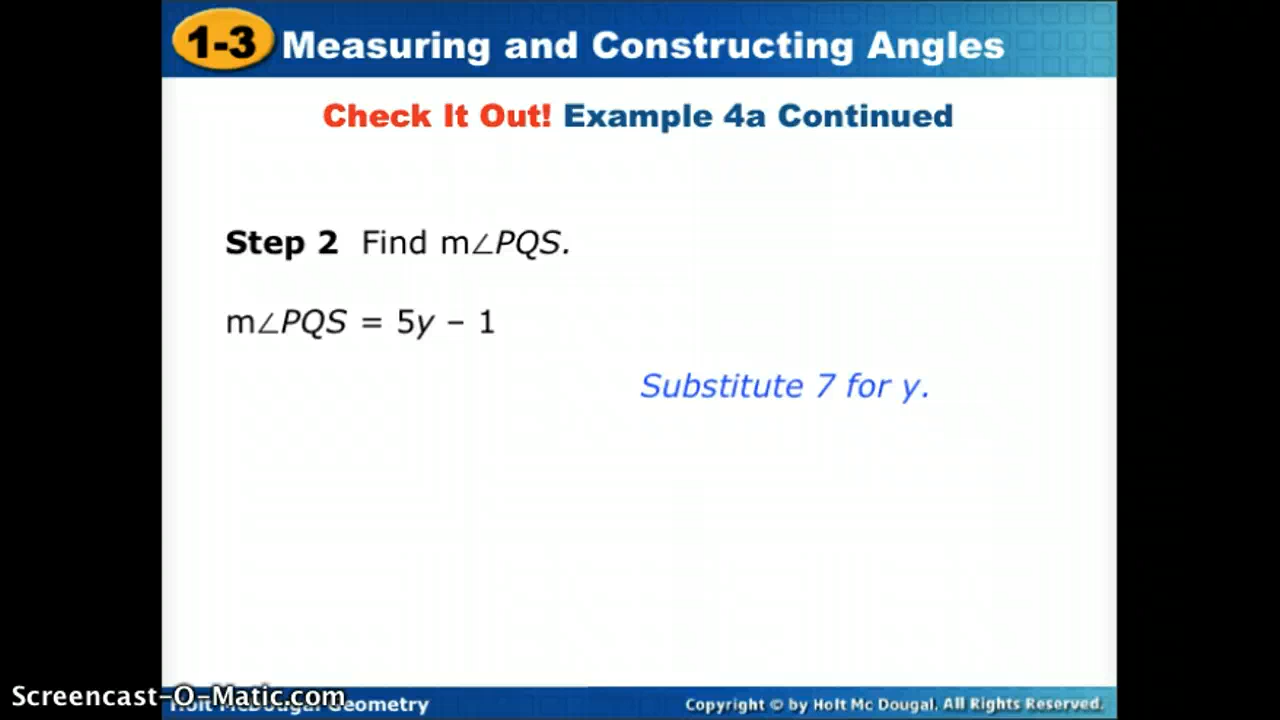 1-3 Measuring and Constructing Angles
Check It Out! Example 4a Continued
Step 2 Find m∠PQS.
m∠PQS = 5y – 1
Substitute 7 for y.
Screencast-O-Matic.com
Holt McDougal Geometry
Copyright © by Holt Mc Dougal. All Rights Reserved.